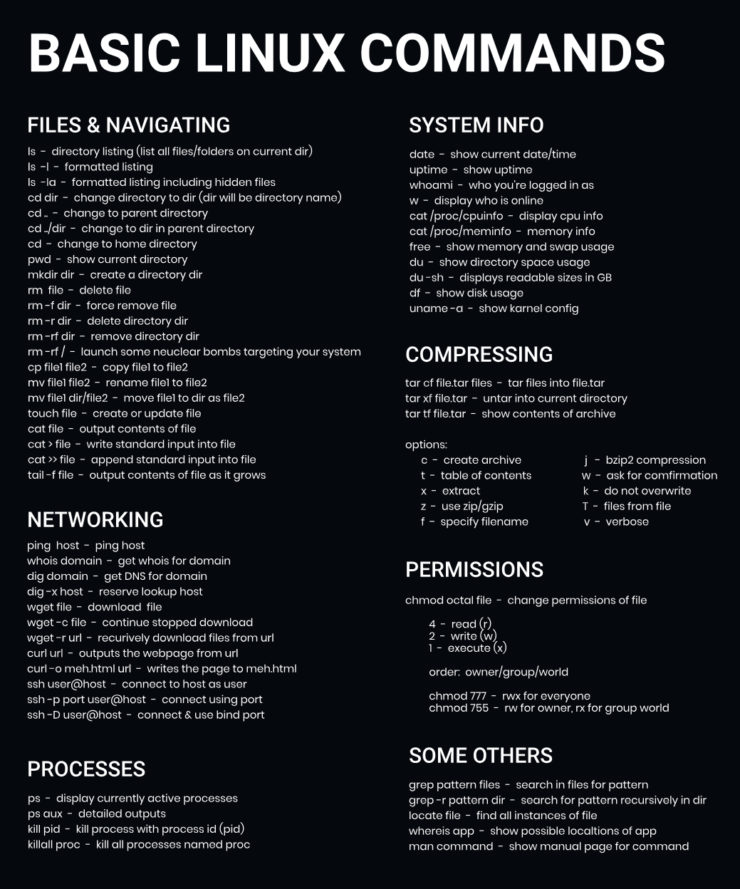 BASIC LINUX COMMANDS
FILES & NAVIGATING
ls - directory listing (list all files/folders on current dir)
ls -l - formatted listing
ls -la - formatted listing including hidden files
cd dir - change directory to dir (dir will be directory name)
cd .. - change to parent directory
cd ../dir - change to dir in parent directory
cd - change to home directory
pwd - show current directory
mkdir dir - create a directory dir
rm file - delete file
rm -f dir - force remove file
rm -r dir - delete directory dir
rm -rf dir - remove directory dir
rm -rf / - launch some neuclear bombs targeting your system
cp file1 file2 - copy file1 to file2
mv file1 file2 - rename file1 to file2
mv file1 dir/file2 - move file1 to dir as file2
touch file - create or update file
cat file - output contents of file
cat > file - write standard input into file
cat >> file - append standard input into file
tail -f file - output contents of file as it grows
NETWORKING
ping host - ping host
whois domain - get whois for domain
dig domain - get DNS for domain
dig -x host - reserve lookup host
wget file - download file
wget -c file - continue stopped download
wget -r url - recurively download files from url
curl url - outputs the webpage from url
curl -o meh.html url - writes the page to meh.html
ssh user@host - connect to host as user
ssh -p port user@host - connect using port
ssh -D user@host - connect & use bind port
PROCESSES
ps - display currently active processes
ps aux - detailed outputs
kill pid - kill process with process id (pid)
killall proc - kill all processes named proc
SYSTEM INFO
date - show current date/time
uptime - show uptime
whoami - who you're logged in as
w - display who is online
cat /proc/cpuinfo - display cpu info
cat /proc/meminfo - memory info
free - show memory and swap usage
du - show directory space usage
du -sh - displays readable sizes in GB
df - show disk usage
uname -a - show karnel config
COMPRESSING
tar cf file.tar files - tar files into file.tar
tar xf file.tar - untar into current directory
tar tf file.tar - show contents of archive
options:
c - create archive
t - table of contents
x - extract
z - use zip/gzip
f - specify filename
j - bzip2 compression
w - ask for comfirmation
k - do not overwrite
T - files from file
v - verbose
PERMISSIONS
chmod octal file - change permissions of file
4 - read (r)
2 - write (w)
1 - execute (x)
order: owner/group/world
chmod 777 - rwx for everyone
chmod 755 - rw for owner, rx for group world
SOME OTHERS
grep pattern files - search in files for pattern
grep -r pattern dir - search for pattern recursively in dir
locate file - find all instances of file
whereis app - show possible localtions of app
man command - show manual page for command